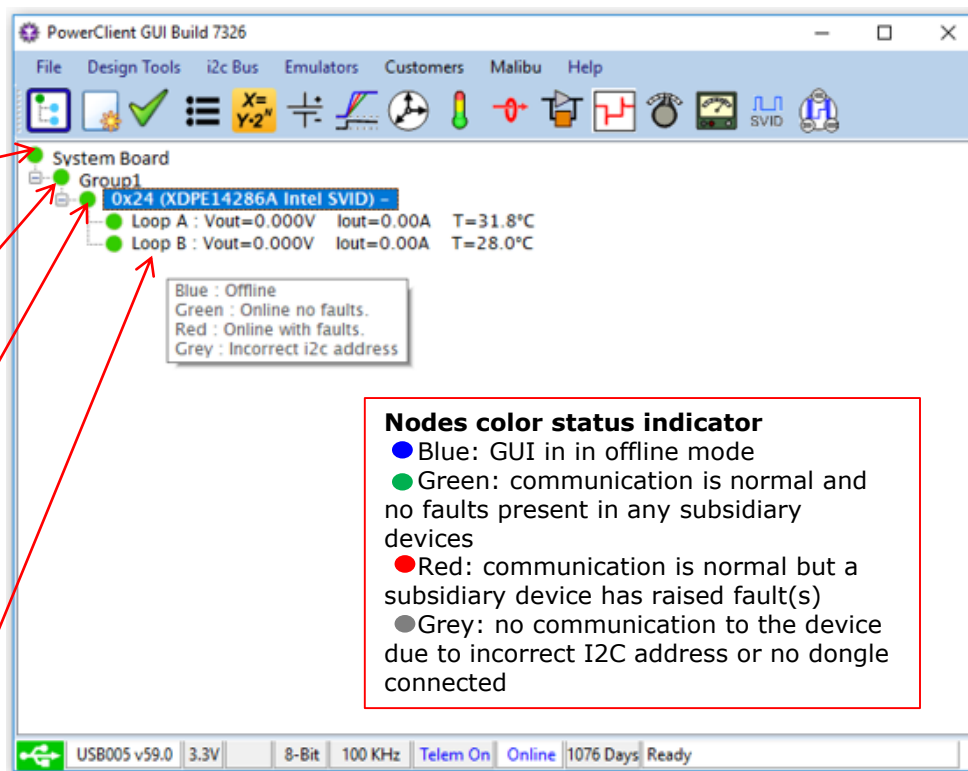 PowerClient GUI Build 7326
File Design Tools i2c Bus Emulators Customers Malibu Help
X=
Y·2ᴺ
SVID
System Board
Group1
0x24 (XDPE14286A Intel SVID) –
Loop A : Vout=0.000V Iout=0.00A T=31.8°C
Loop B : Vout=0.000V Iout=0.00A T=28.0°C
Blue : Offline
Green : Online no faults.
Red : Online with faults.
Grey : Incorrect i2c address
Nodes color status indicator
Blue: GUI in in offline mode
Green: communication is normal and
no faults present in any subsidiary
devices
Red: communication is normal but a
subsidiary device has raised fault(s)
Grey: no communication to the device
due to incorrect I2C address or no dongle
connected
USB005 v59.0 3.3V 8-Bit 100 KHz Telem On Online 1076 Days Ready